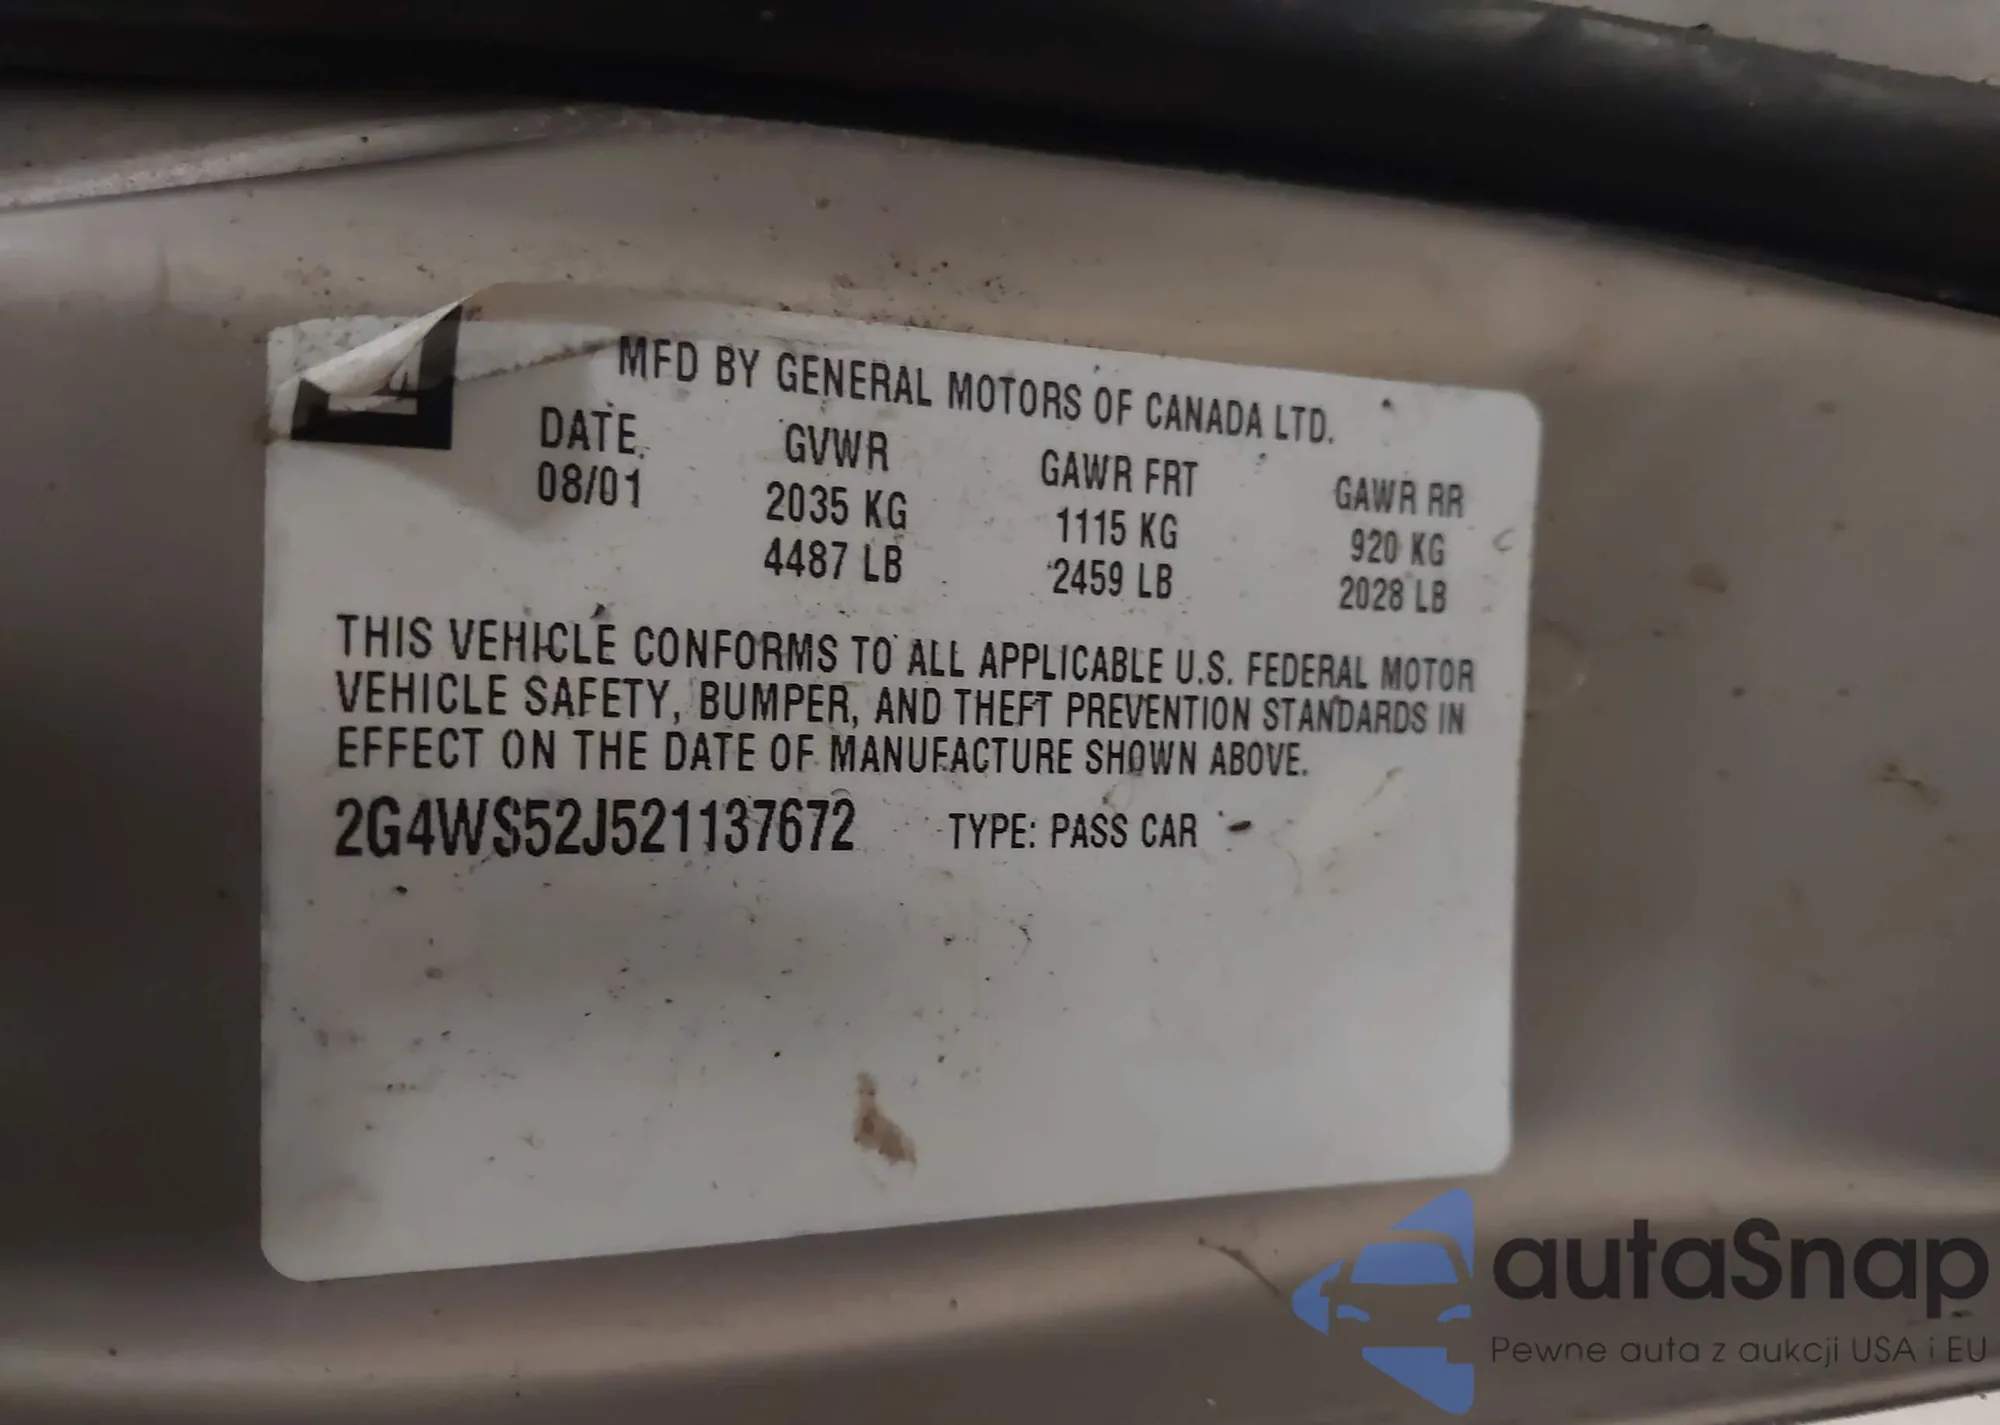 MFD BY GENERAL MOTORS OF CANADA LTD.
DATE GVWR GAWR FRT GAWR RR
08/01 2035 KG 1115 KG 920 KG
4487 LB 2459 LB 2028 LB
THIS VEHICLE CONFORMS TO ALL APPLICABLE U.S. FEDERAL MOTOR
VEHICLE SAFETY, BUMPER, AND THEFT PREVENTION STANDARDS IN
EFFECT ON THE DATE OF MANUFACTURE SHOWN ABOVE.
2G4WS52J521137672 TYPE: PASS CAR
autaSnap
Pewne auta z aukcji USA i EU